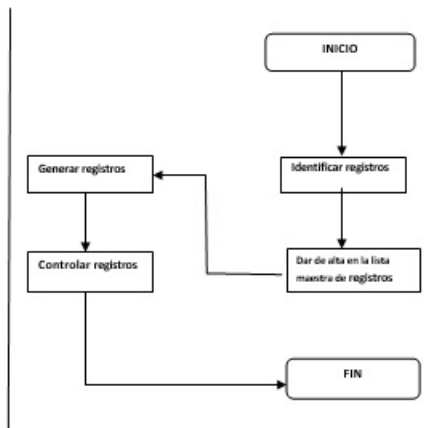 INICIO
Identificar registros
Dar de alta en la lista
maestra de registros
Generar registros
Controlar registros
FIN